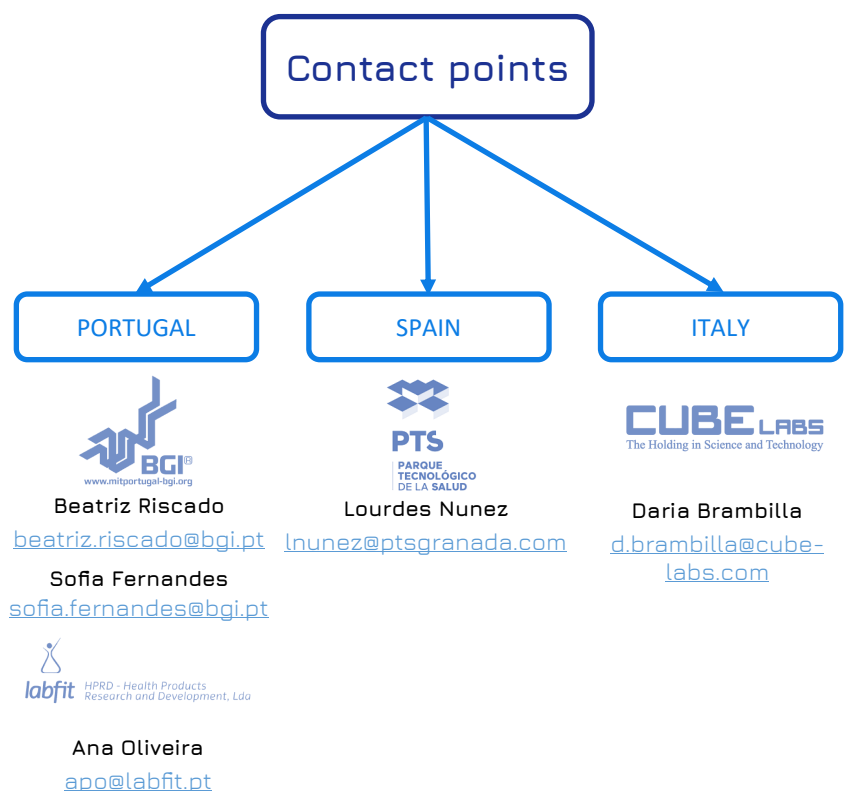 Contact points
PORTUGAL
BGI®
www.mitportugal-bgi.org
Beatriz Riscado
beatriz.riscado@bgi.pt
Sofia Fernandes
sofia.fernandes@bgi.pt
labfit HPRD - Health Products
Research and Development, Lda
Ana Oliveira
apo@labfit.pt
SPAIN
PTS
PARQUE
TECNOLÓGICO
DE LA SALUD
Lourdes Nunez
lnunez@ptsgranada.com
ITALY
CUBE LABS
The Holding in Science and Technology
Daria Brambilla
d.brambilla@cube-
labs.com